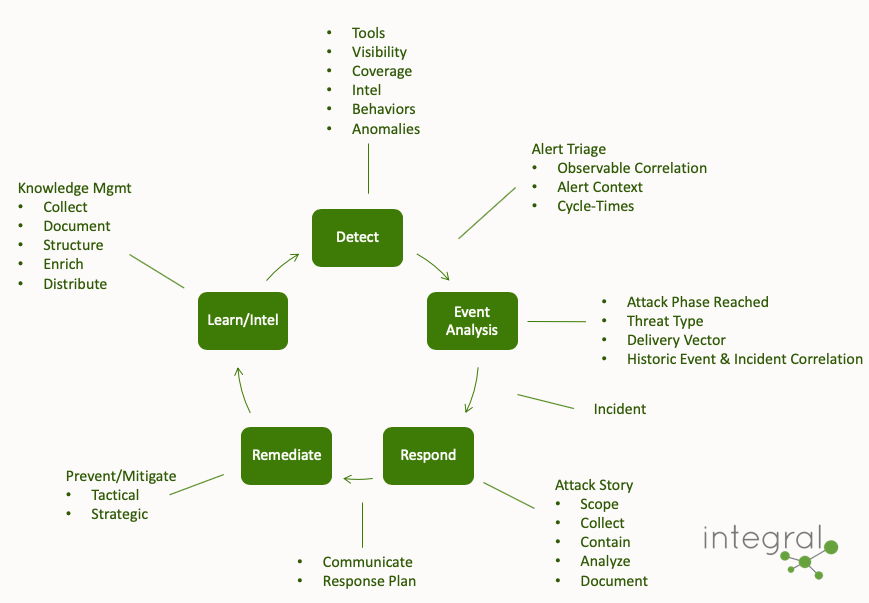 • Tools
• Visibility
• Coverage
• Intel
• Behaviors
• Anomalies
Alert Triage
• Observable Correlation
• Alert Context
• Cycle-Times
Knowledge Mgmt
• Collect
• Document
• Structure
• Enrich
• Distribute
Detect
Event
Analysis
Learn/Intel
• Attack Phase Reached
• Threat Type
• Delivery Vector
• Historic Event & Incident Correlation
Incident
Remediate
Respond
Prevent/Mitigate
• Tactical
• Strategic
Attack Story
• Scope
• Collect
• Contain
• Analyze
• Document
• Communicate
• Response Plan
integral